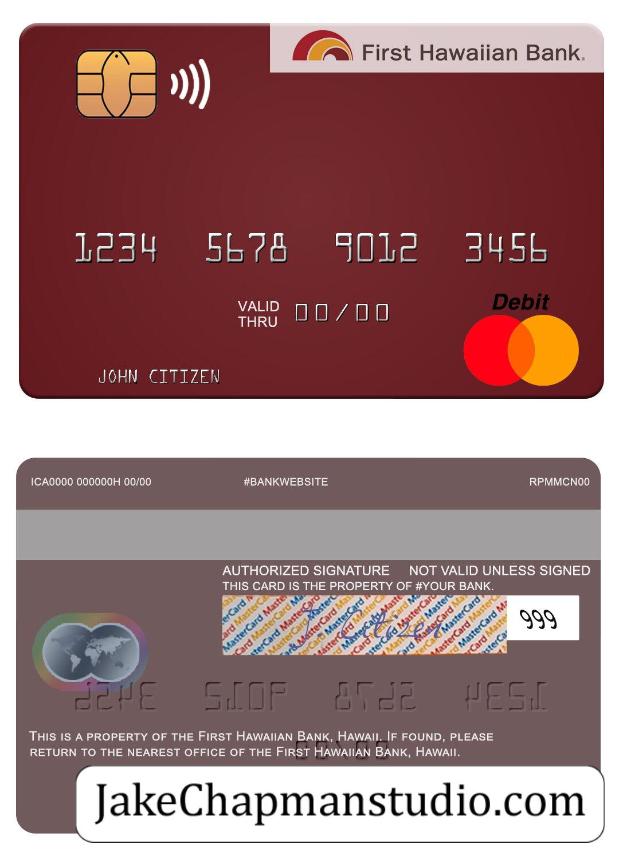 First Hawaiian Bank.
1234 5678 9012 3456
VALID
THRU 00/00
Debit
JOHN CITIZEN
ICA0000 000000H 00/00 #BANKWEBSITE RPMMCN00
AUTHORIZED SIGNATURE NOT VALID UNLESS SIGNED
THIS CARD IS THE PROPERTY OF #YOUR BANK.
MasterCard MasterCard MasterCard
999
THIS IS A PROPERTY OF THE FIRST HAWAIIAN BANK, HAWAII. IF FOUND, PLEASE
RETURN TO THE NEAREST OFFICE OF THE FIRST HAWAIIAN BANK, HAWAII.
JakeChapmanstudio.com